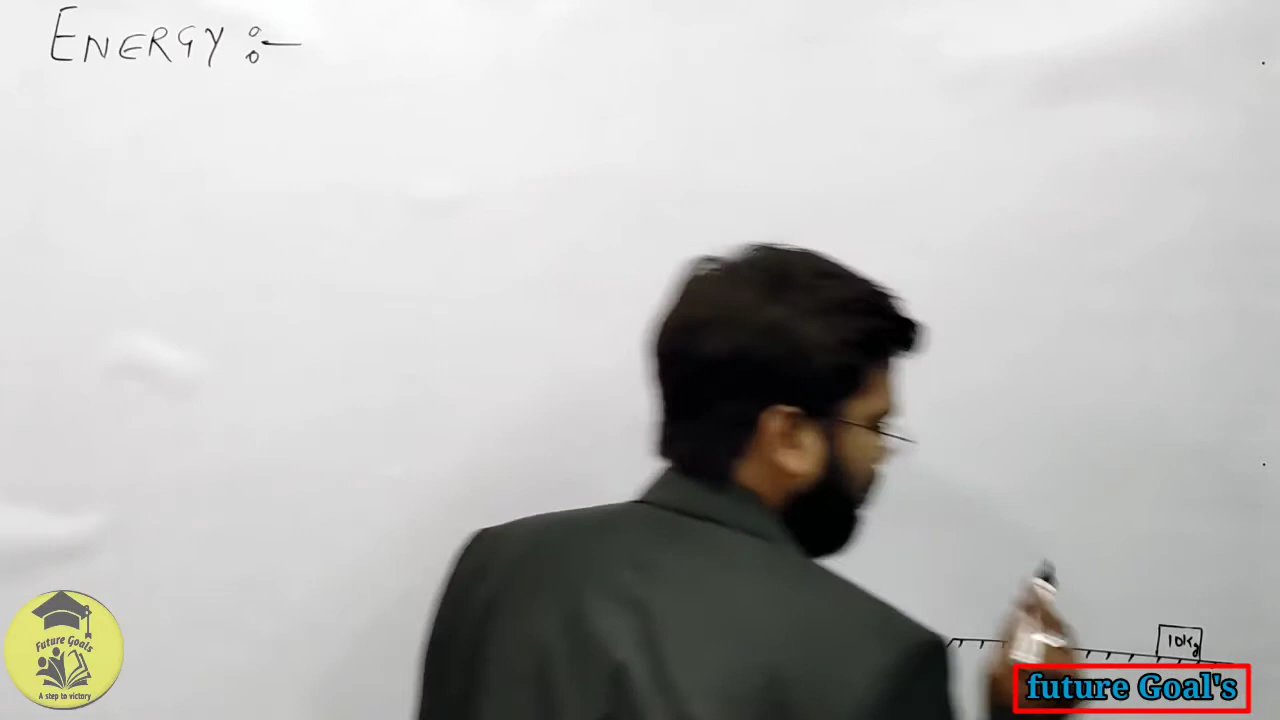 ENERGY :-
10kg
Future Goals
A step to victory
future Goal's